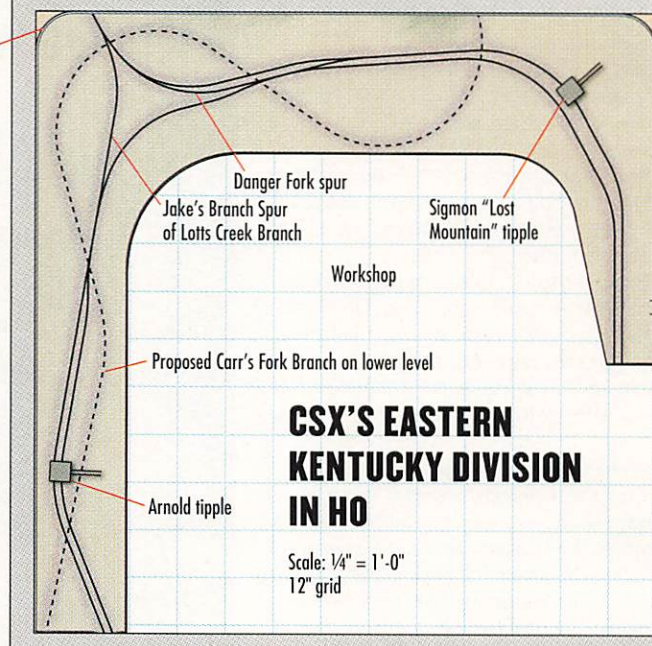 Danger Fork spur
Jake's Branch Spur
of Lotts Creek Branch
Sigmon "Lost
Mountain" tipple
Workshop
Proposed Carr's Fork Branch on lower level
CSX'S EASTERN
KENTUCKY DIVISION
IN HO
Arnold tipple
Scale: ¼" = 1'-0"
12" grid